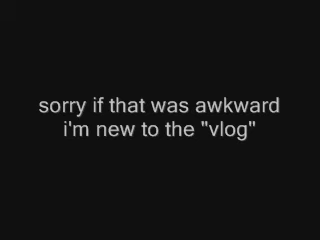 sorry if that was awkward
i'm new to the "vlog"